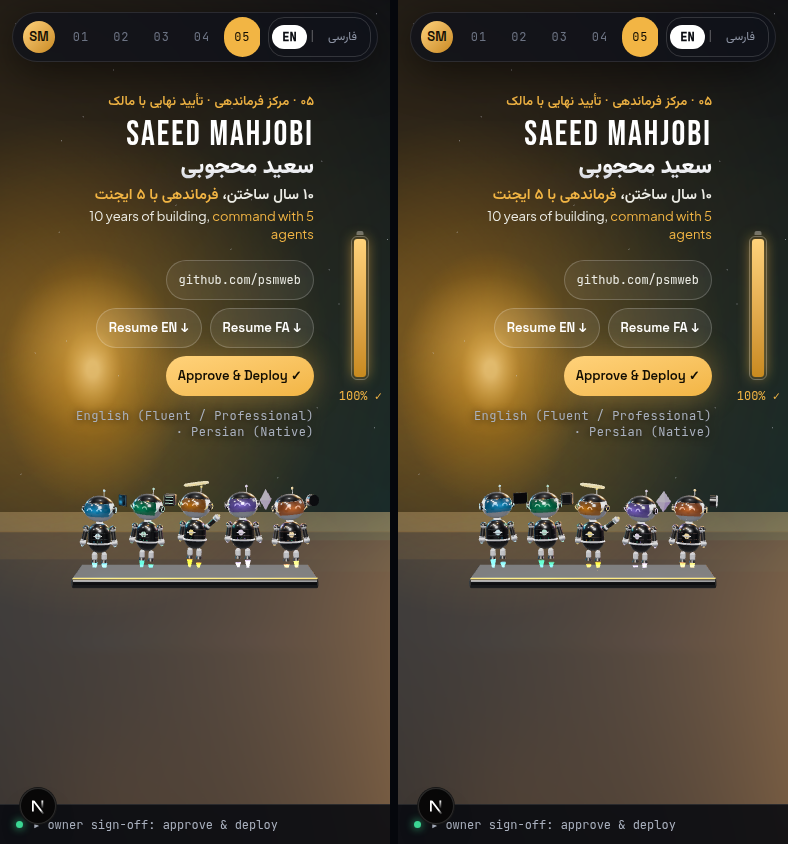 SM 01 02 03 04 05 EN | فارسی
۰۵ · مرکز فرماندهی · تأیید نهایی با مالک
SAEED MAHJOBI
سعید محجوبی
۱۰ سال ساختن، فرماندهی با ۵ ایجنت
10 years of building, command with 5
agents
github.com/psmweb
Resume EN ↓ Resume FA ↓
Approve & Deploy ✓
100% ✓
English (Fluent / Professional)
· Persian (Native)
N
▸ owner sign-off: approve & deploy
SM 01 02 03 04 05 EN | فارسی
۰۵ · مرکز فرماندهی · تأیید نهایی با مالک
SAEED MAHJOBI
سعید محجوبی
۱۰ سال ساختن، فرماندهی با ۵ ایجنت
10 years of building, command with 5
agents
github.com/psmweb
Resume EN ↓ Resume FA ↓
Approve & Deploy ✓
100% ✓
English (Fluent / Professional)
· Persian (Native)
N
▸ owner sign-off: approve & deploy